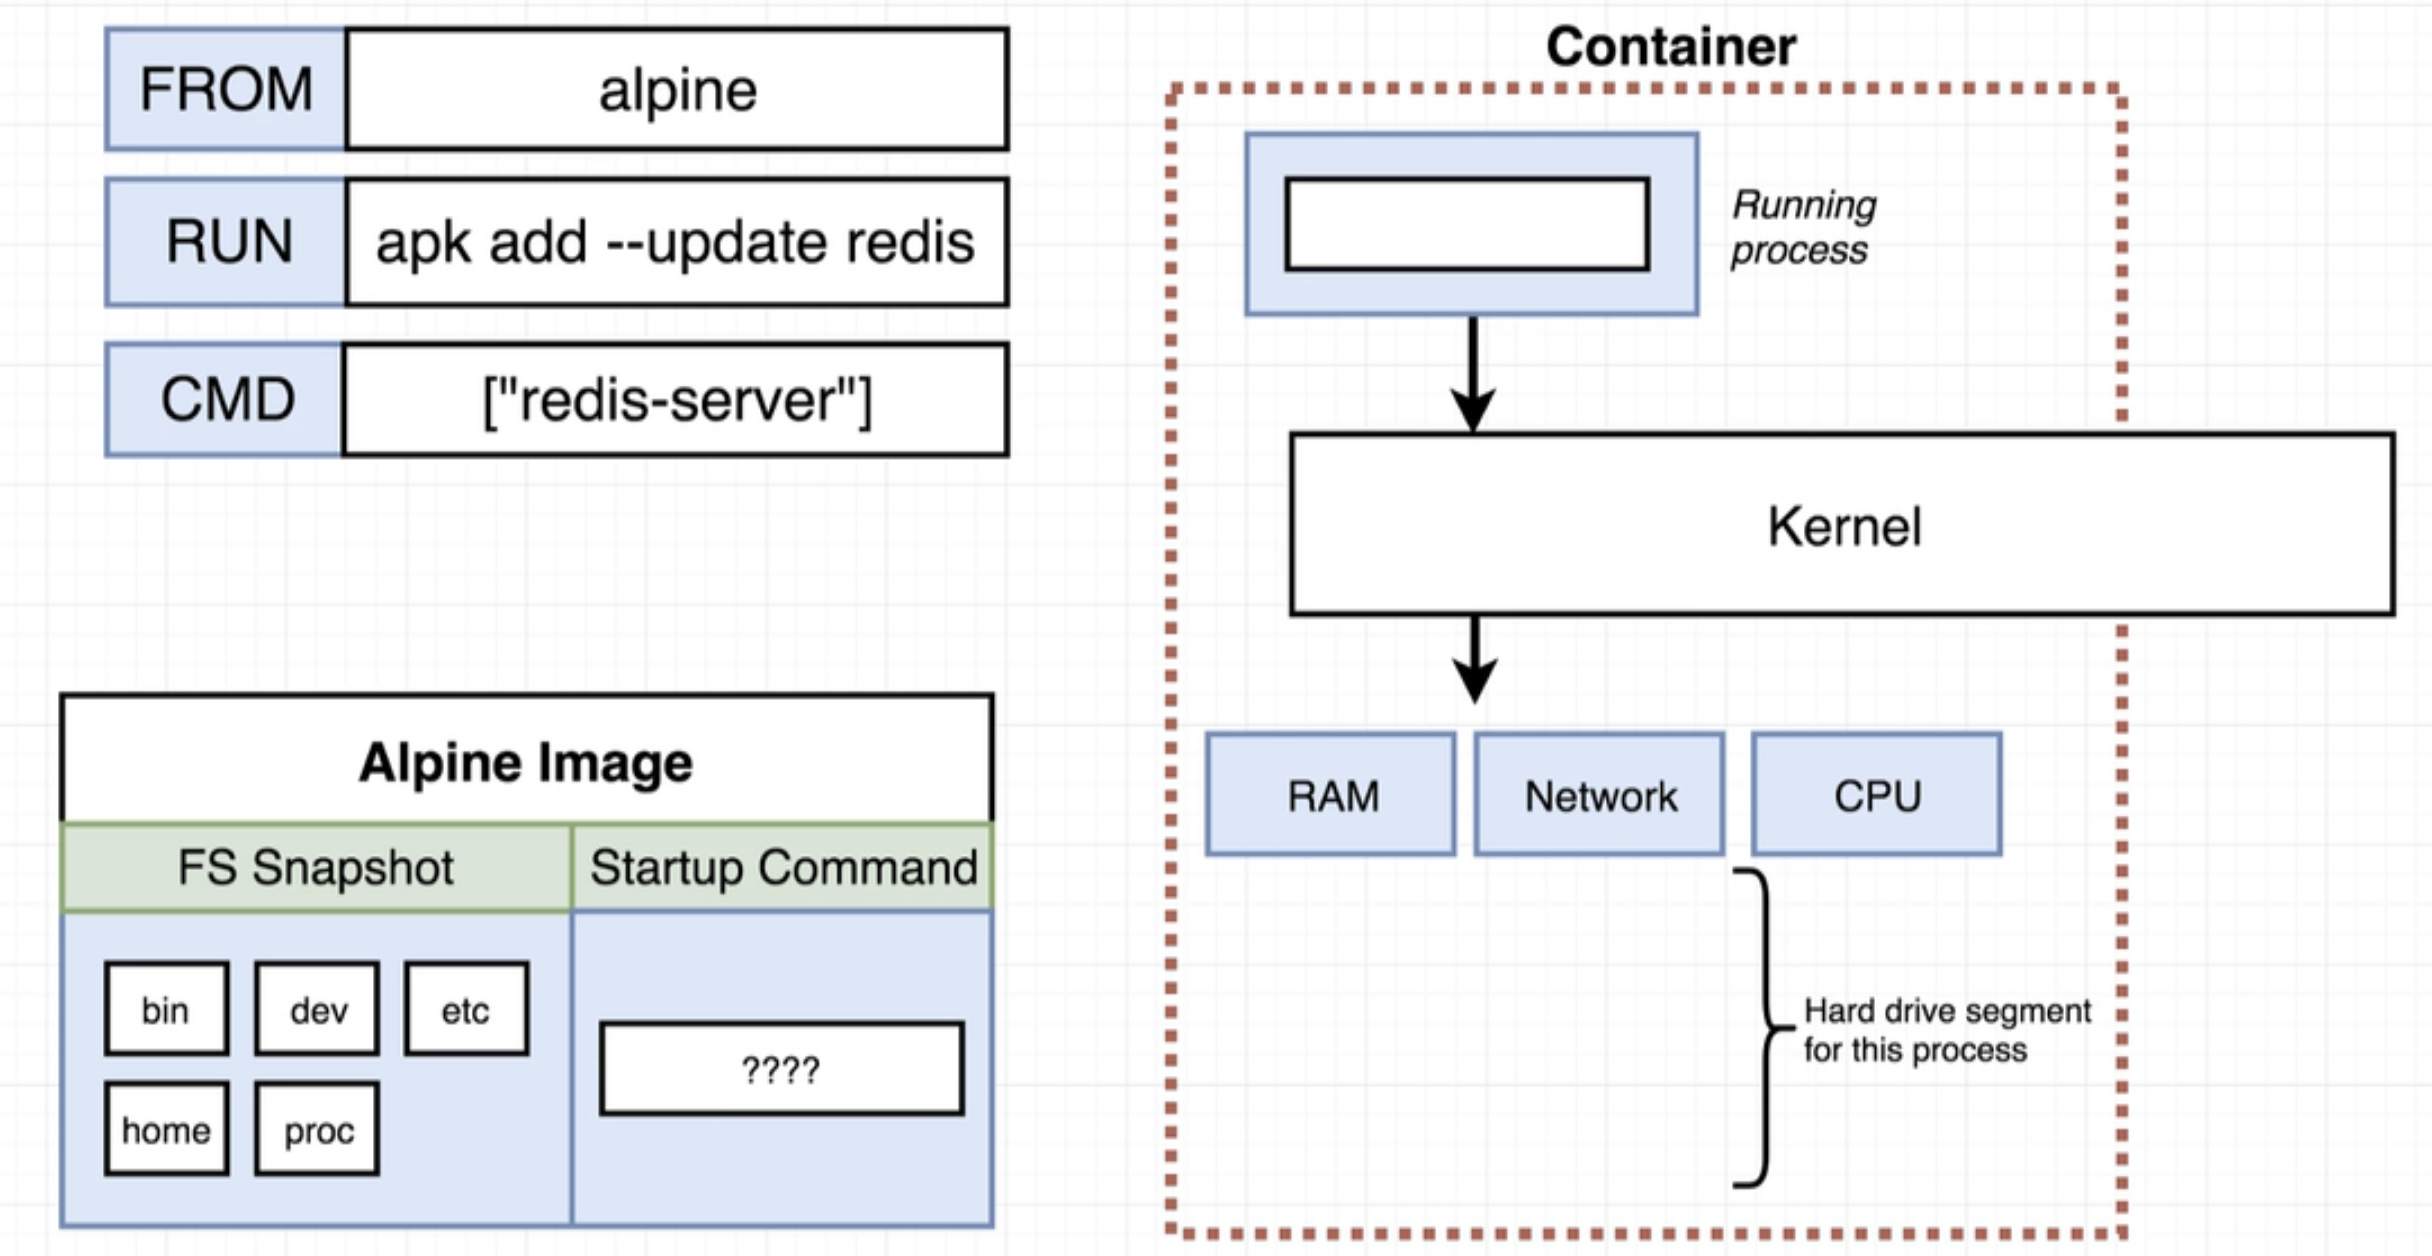 FROM alpine
RUN apk add --update redis
CMD ["redis-server"]
Alpine Image
FS Snapshot Startup Command
bin dev etc
home proc
????
Container
Running
process
Kernel
RAM Network CPU
Hard drive segment
for this process